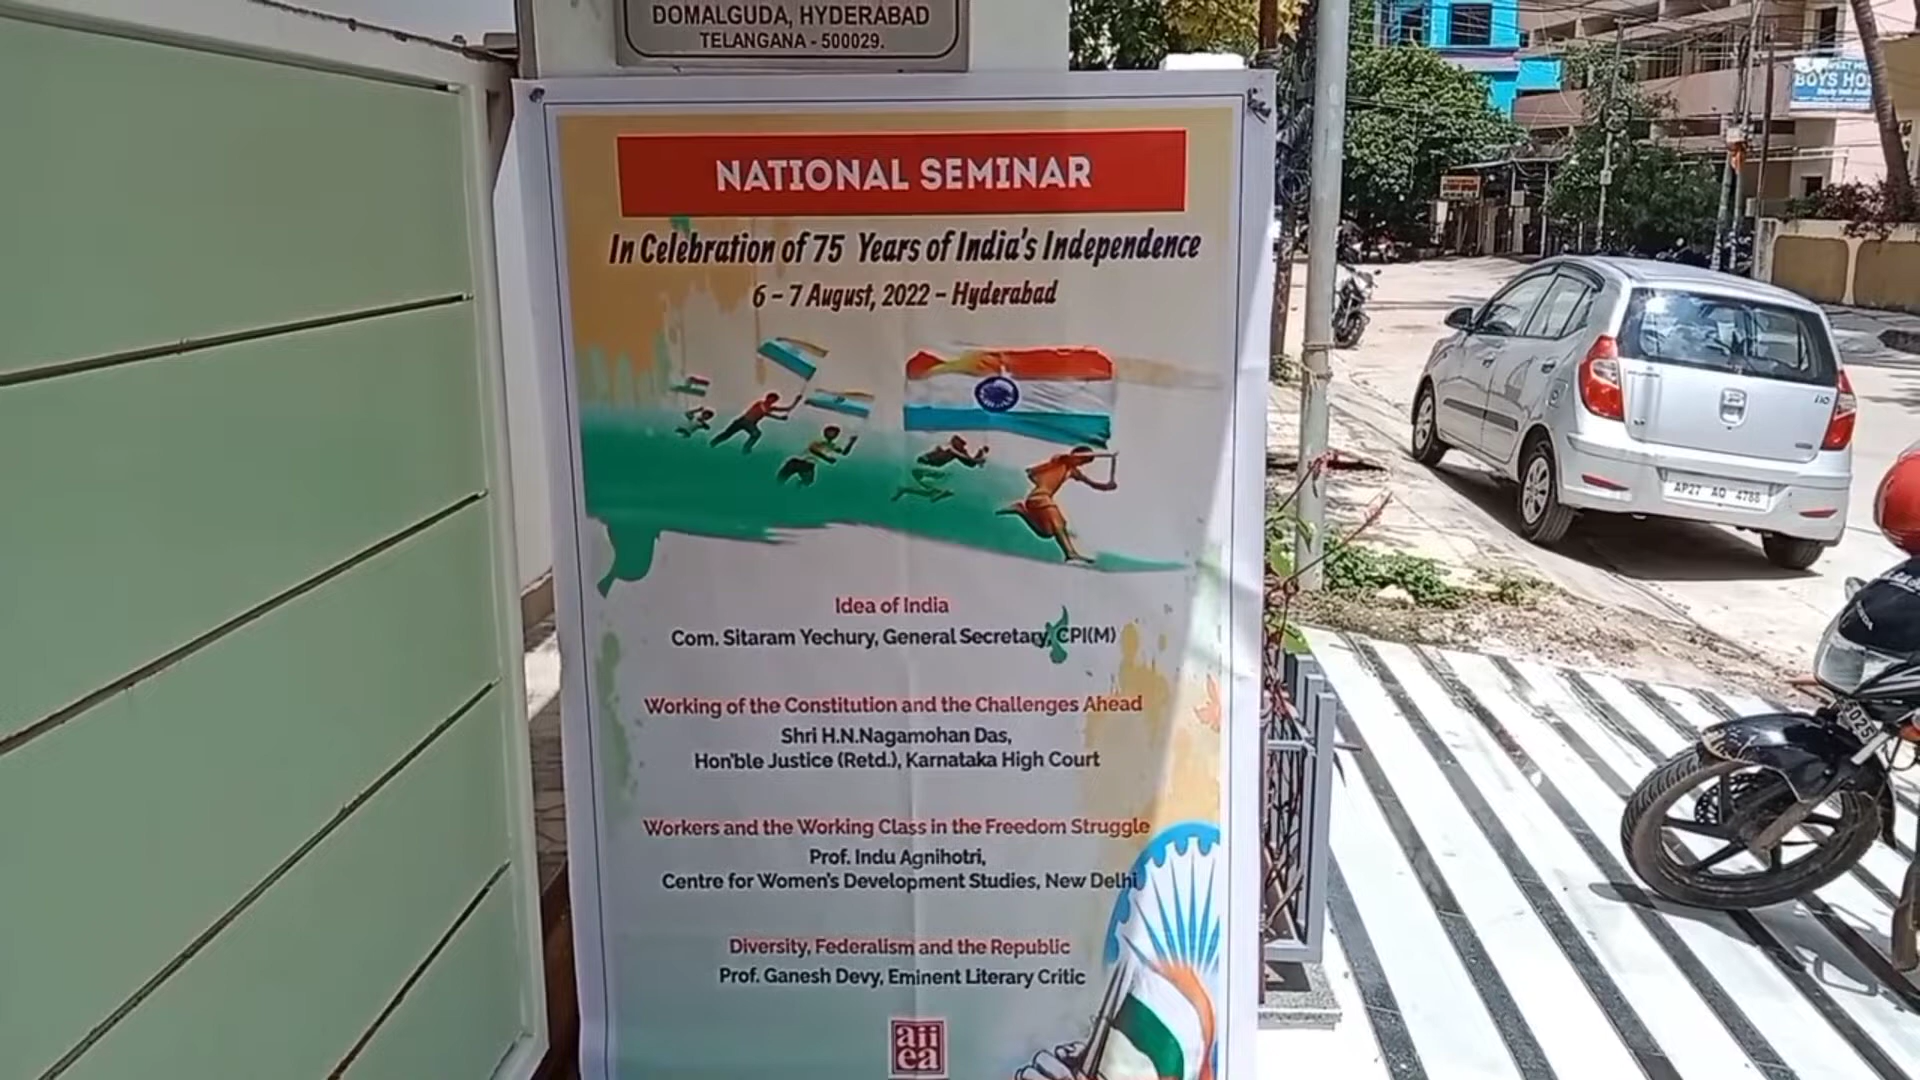 DOMALGUDA, HYDERABAD
TELANGANA - 500029.
NATIONAL SEMINAR
In Celebration of 75 Years of India's Independence
6 – 7 August, 2022 – Hyderabad
Idea of India
Com. Sitaram Yechury, General Secretary, CPI(M)
Working of the Constitution and the Challenges Ahead
Shri H.N.Nagamohan Das,
Hon'ble Justice (Retd.), Karnataka High Court
Workers and the Working Class in the Freedom Struggle
Prof. Indu Agnihotri,
Centre for Women's Development Studies, New Delhi
Diversity, Federalism and the Republic
Prof. Ganesh Devy, Eminent Literary Critic
aii
ea
BOYS HO
i10
AP27 AQ 4788
5025